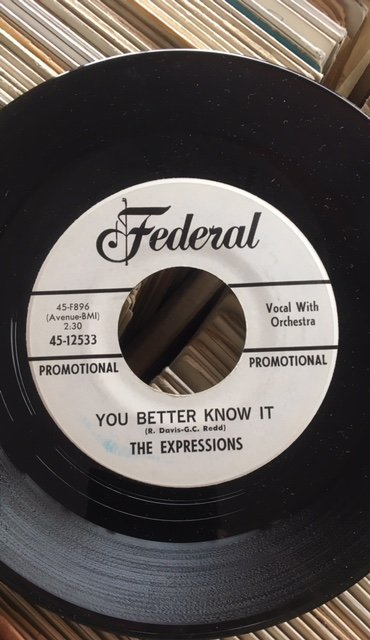 Federal
45-F896
(Avenue-BMI)
2:30
45-12533
Vocal With
Orchestra
PROMOTIONAL
PROMOTIONAL
YOU BETTER KNOW IT
(R. Davis-G.C. Redd)
THE EXPRESSIONS